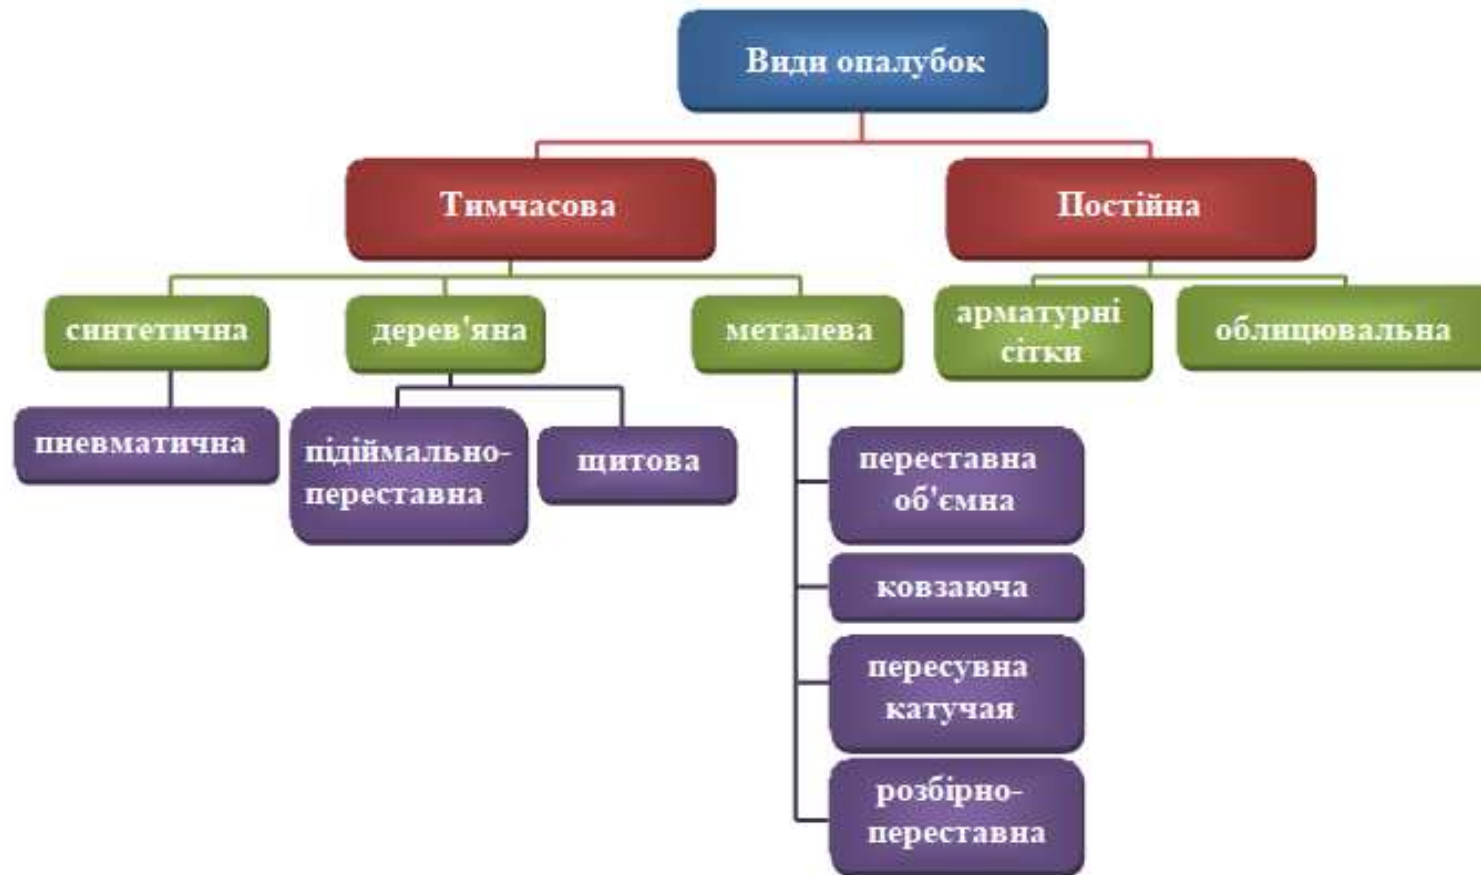 Види опалубок
Тимчасова
Постійна
синтетична
дерев'яна
металева
арматурні
сітки
облицювальна
пневматична
підіймально-
переставна
щитова
переставна
об'ємна
ковзаюча
пересувна
катучая
розбірно-
переставна